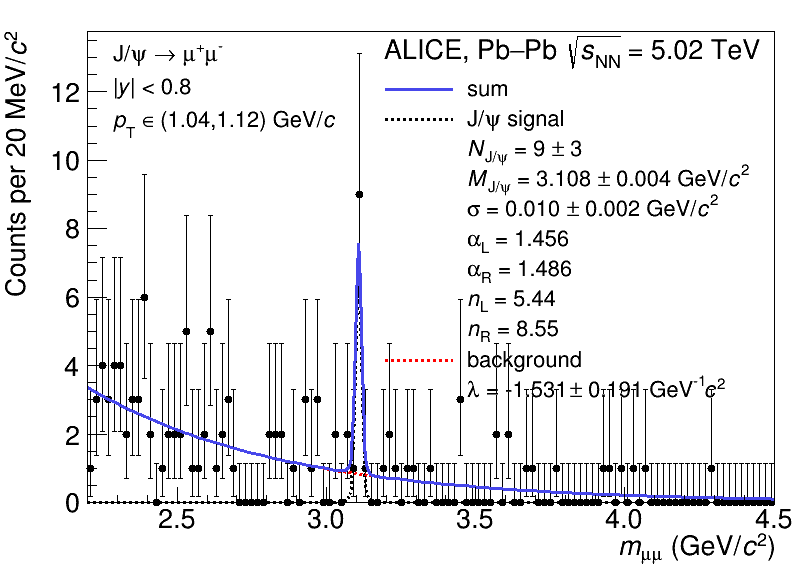 J/ψ → μ⁺μ⁻
|y| < 0.8
p_T ∈ (1.04,1.12) GeV/c
ALICE, Pb–Pb √s_NN = 5.02 TeV
sum
J/ψ signal
N_J/ψ = 9 ± 3
M_J/ψ = 3.108 ± 0.004 GeV/c²
σ = 0.010 ± 0.002 GeV/c²
α_L = 1.456
α_R = 1.486
n_L = 5.44
n_R = 8.55
background
λ = -1.531 ± 0.191 GeV⁻¹c²
Counts per 20 MeV/c²
12
10
8
6
4
2
0
2.5 3.0 3.5 4.0 4.5
m_μμ (GeV/c²)